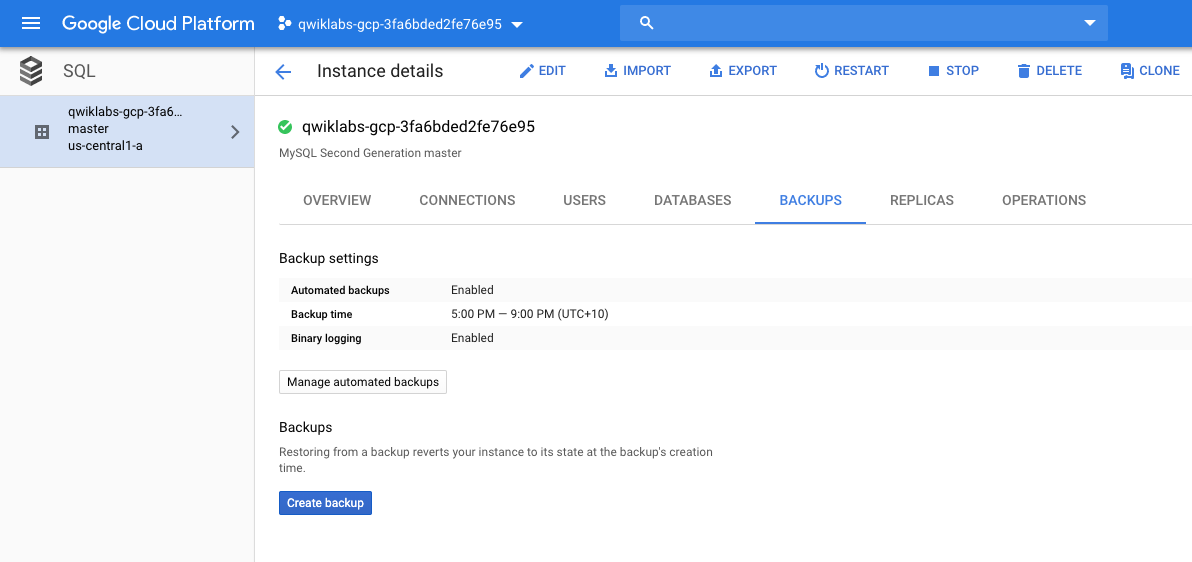 Google Cloud Platform
qwiklabs-gcp-3fa6bded2fe76e95
SQL
Instance details
EDIT
IMPORT
EXPORT
RESTART
STOP
DELETE
CLONE
qwiklabs-gcp-3fa6...
master
us-central1-a
qwiklabs-gcp-3fa6bded2fe76e95
MySQL Second Generation master
OVERVIEW
CONNECTIONS
USERS
DATABASES
BACKUPS
REPLICAS
OPERATIONS
Backup settings
Automated backups Enabled
Backup time 5:00 PM — 9:00 PM (UTC+10)
Binary logging Enabled
Manage automated backups
Backups
Restoring from a backup reverts your instance to its state at the backup's creation
time.
Create backup